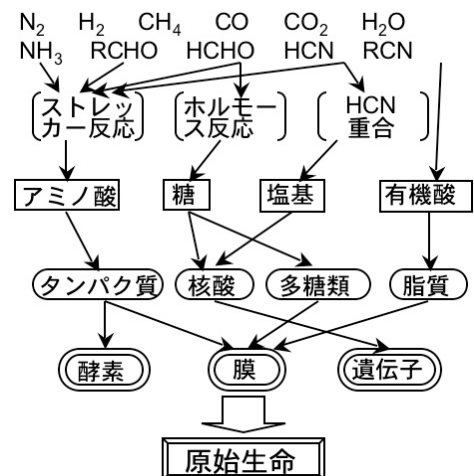 N₂ H₂ CH₄ CO CO₂ H₂O
NH₃ RCHO HCHO HCN RCN
ストレッ
カー反応
ホルモー
ス反応
HCN
重合
アミノ酸
糖
塩基
有機酸
タンパク質
核酸
多糖類
脂質
酵素
膜
遺伝子
原始生命